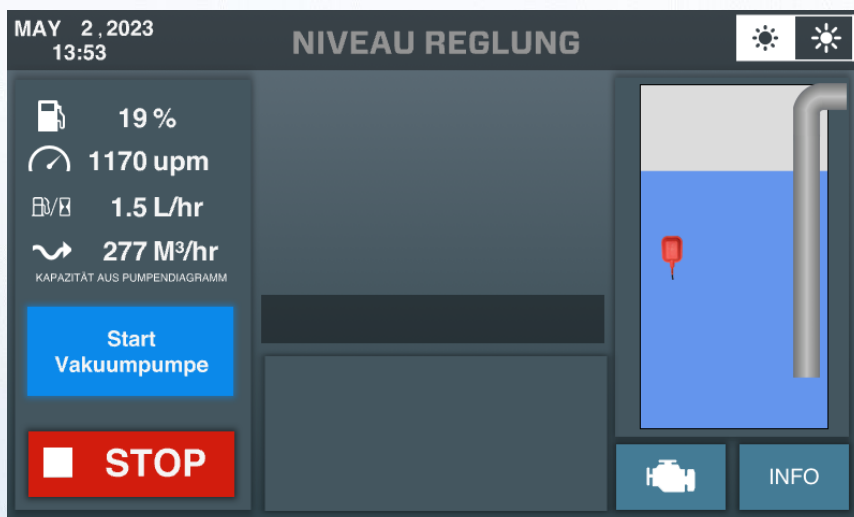 MAY 2,2023
13:53
NIVEAU REGLUNG
19 %
1170 upm
1.5 L/hr
277 M³/hr
KAPAZITÄT AUS PUMPENDIAGRAMM
Start
Vakuumpumpe
STOP
INFO